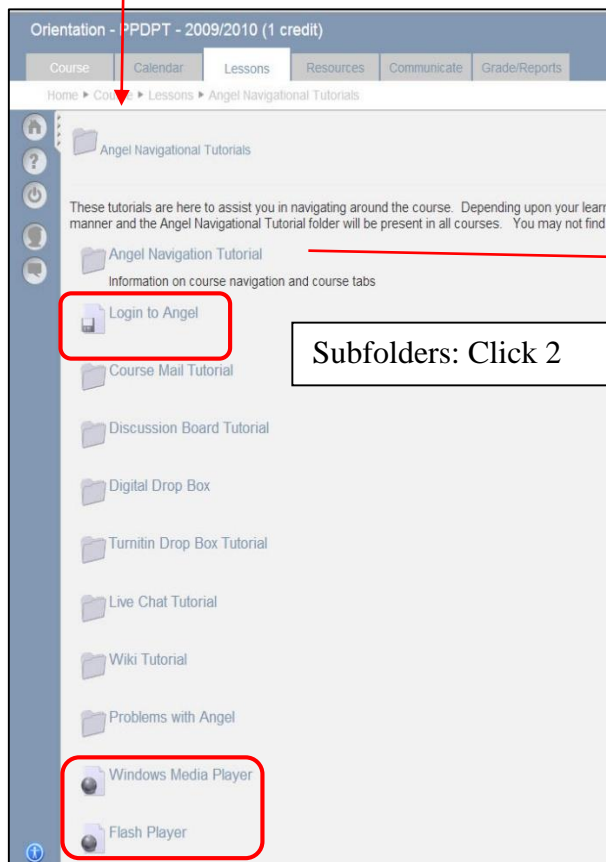 Orientation - PPDPT - 2009/2010 (1 credit)
Course Calendar Lessons Resources Communicate Grade/Reports
Home ▸ Course ▸ Lessons ▸ Angel Navigational Tutorials
Angel Navigational Tutorials
These tutorials are here to assist you in navigating around the course. Depending upon your lear
manner and the Angel Navigational Tutorial folder will be present in all courses. You may not find
Angel Navigation Tutorial
Information on course navigation and course tabs
Login to Angel
Subfolders: Click 2
Course Mail Tutorial
Discussion Board Tutorial
Digital Drop Box
Turnitin Drop Box Tutorial
Live Chat Tutorial
Wiki Tutorial
Problems with Angel
Windows Media Player
Flash Player